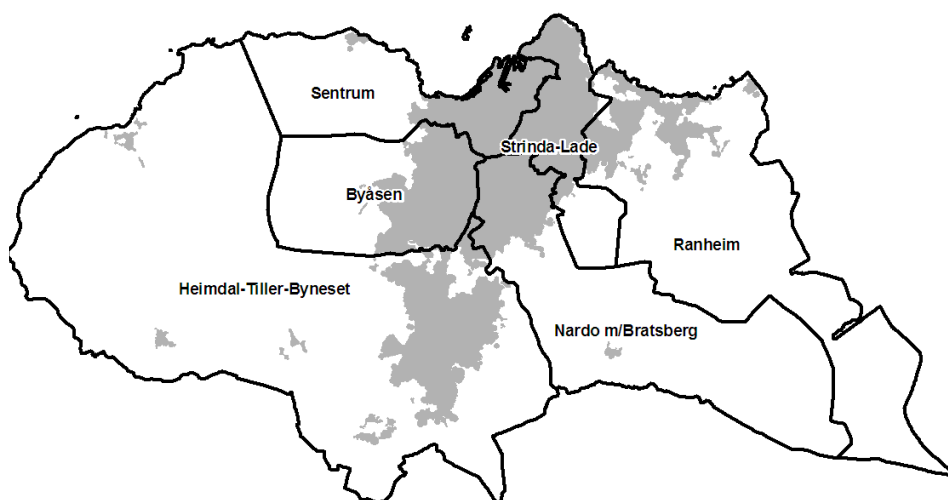 Sentrum
Strinda-Lade
Byåsen
Ranheim
Heimdal-Tiller-Byneset
Nardo m/Bratsberg